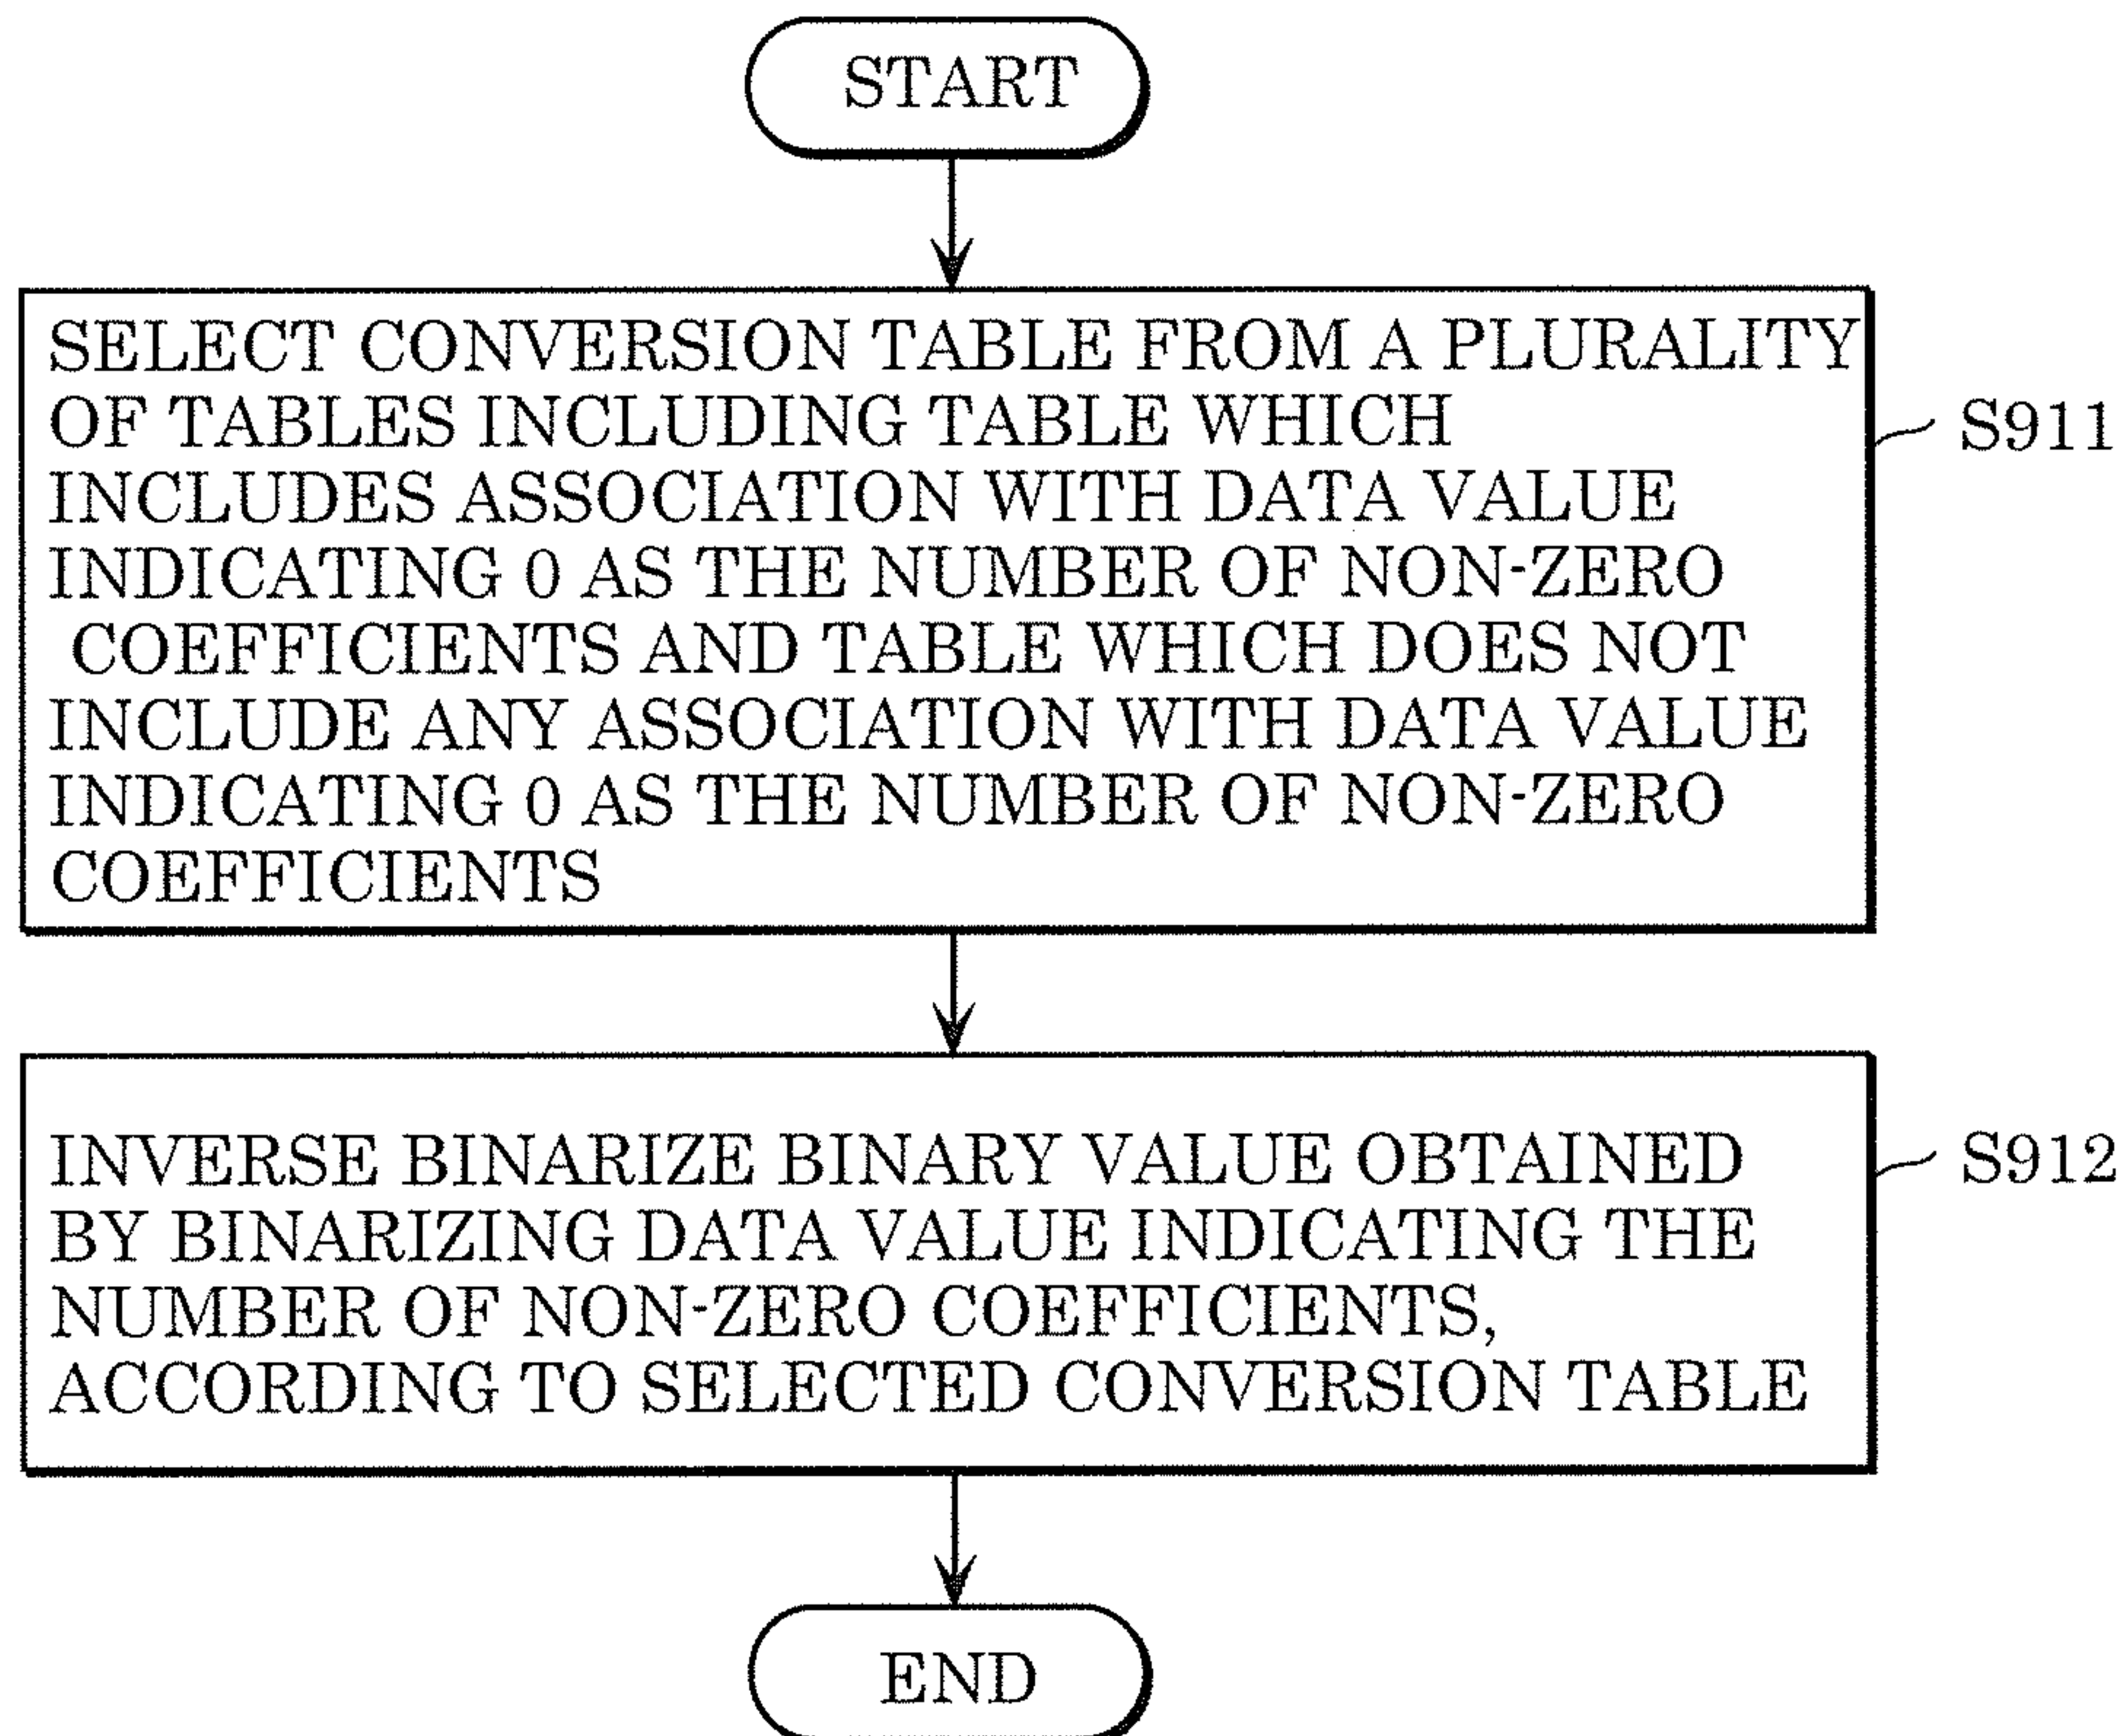 START
SELECT CONVERSION TABLE FROM A PLURALITY
OF TABLES INCLUDING TABLE WHICH
INCLUDES ASSOCIATION WITH DATA VALUE
INDICATING 0 AS THE NUMBER OF NON-ZERO
COEFFICIENTS AND TABLE WHICH DOES NOT
INCLUDE ANY ASSOCIATION WITH DATA VALUE
INDICATING 0 AS THE NUMBER OF NON-ZERO
COEFFICIENTS
S911
INVERSE BINARIZE BINARY VALUE OBTAINED
BY BINARIZING DATA VALUE INDICATING THE
NUMBER OF NON-ZERO COEFFICIENTS,
ACCORDING TO SELECTED CONVERSION TABLE
S912
END